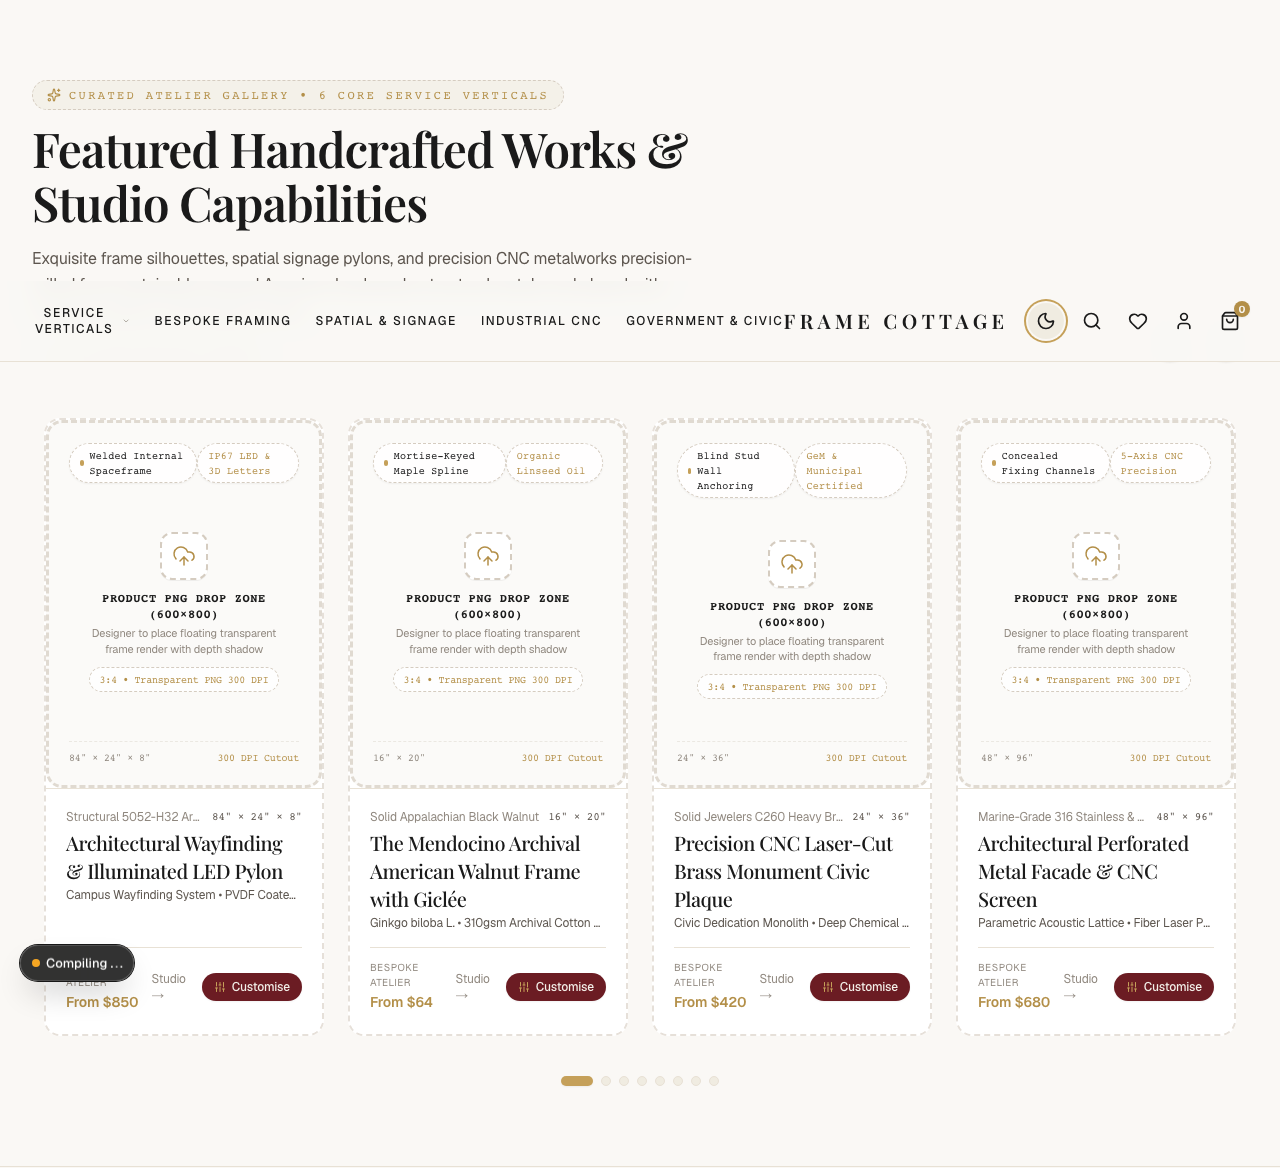 CURATED ATELIER GALLERY • 6 CORE SERVICE VERTICALS
Featured Handcrafted Works &
Studio Capabilities
Exquisite frame silhouettes, spatial signage pylons, and precision CNC metalworks precision-
SERVICE
VERTICALS
BESPOKE FRAMING
SPATIAL & SIGNAGE
INDUSTRIAL CNC
GOVERNMENT & CIVIC
FRAME COTTAGE
0
Welded Internal
Spaceframe
IP67 LED &
3D Letters
PRODUCT PNG DROP ZONE
(600×800)
Designer to place floating transparent
frame render with depth shadow
3:4 • Transparent PNG 300 DPI
84" × 24" × 8"
300 DPI Cutout
Structural 5052-H32 Ar...
84" × 24" × 8"
Architectural Wayfinding
& Illuminated LED Pylon
Campus Wayfinding System • PVDF Coate...
ATELIER
From $850
Studio
→
Customise
Mortise-Keyed
Maple Spline
Organic
Linseed Oil
PRODUCT PNG DROP ZONE
(600×800)
Designer to place floating transparent
frame render with depth shadow
3:4 • Transparent PNG 300 DPI
16" × 20"
300 DPI Cutout
Solid Appalachian Black Walnut
16" × 20"
The Mendocino Archival
American Walnut Frame
with Giclée
Ginkgo biloba L. • 310gsm Archival Cotton ...
BESPOKE
ATELIER
From $64
Studio
→
Customise
Blind Stud
Wall
Anchoring
GeM &
Municipal
Certified
PRODUCT PNG DROP ZONE
(600×800)
Designer to place floating transparent
frame render with depth shadow
3:4 • Transparent PNG 300 DPI
24" × 36"
300 DPI Cutout
Solid Jewelers C260 Heavy Br...
24" × 36"
Precision CNC Laser-Cut
Brass Monument Civic
Plaque
Civic Dedication Monolith • Deep Chemical ...
BESPOKE
ATELIER
From $420
Studio
→
Customise
Concealed
Fixing Channels
5-Axis CNC
Precision
PRODUCT PNG DROP ZONE
(600×800)
Designer to place floating transparent
frame render with depth shadow
3:4 • Transparent PNG 300 DPI
48" × 96"
300 DPI Cutout
Marine-Grade 316 Stainless & ...
48" × 96"
Architectural Perforated
Metal Facade & CNC
Screen
Parametric Acoustic Lattice • Fiber Laser P...
BESPOKE
ATELIER
From $680
Studio
→
Customise
Compiling ...